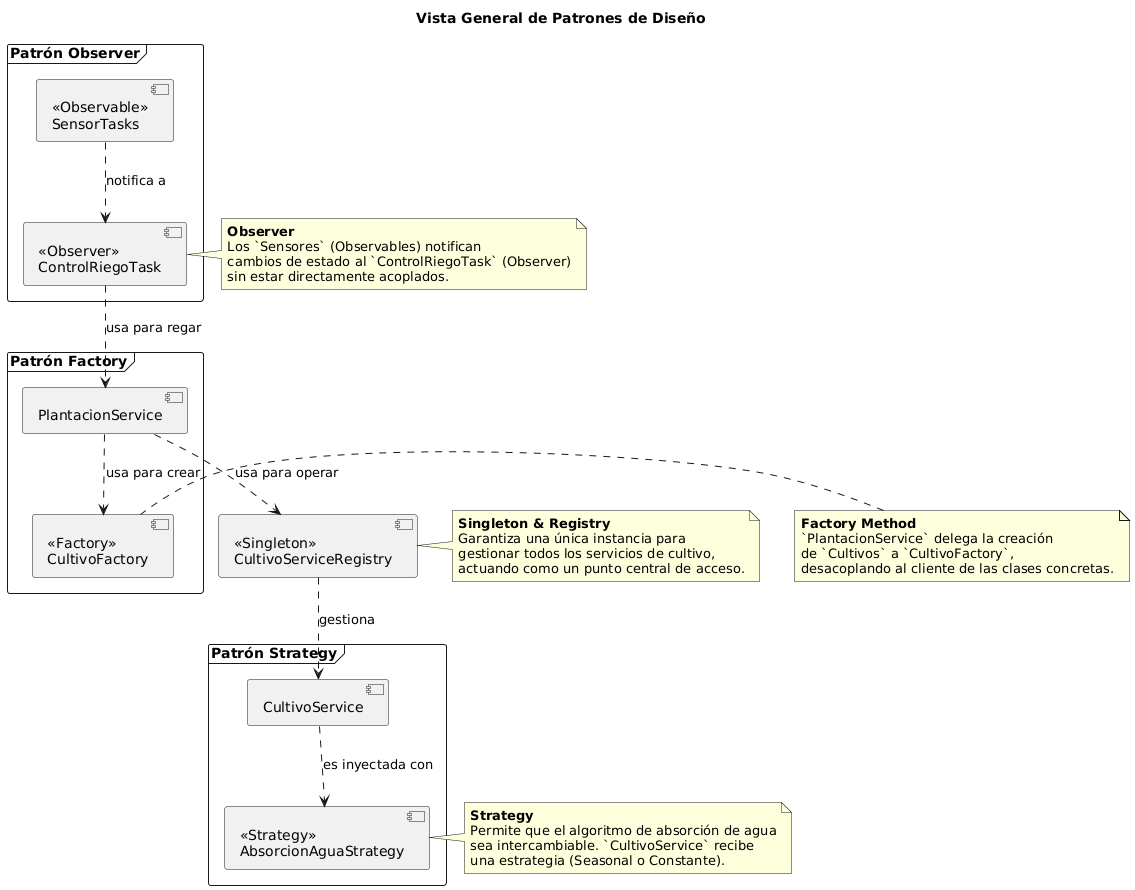 Vista General de Patrones de Diseño
Patrón Observer
«Observable»
SensorTasks
notifica a
«Observer»
ControlRiegoTask
Observer
Los `Sensores` (Observables) notifican
cambios de estado al `ControlRiegoTask` (Observer)
sin estar directamente acoplados.
usa para regar
Patrón Factory
PlantacionService
usa para crear
usa para operar
«Factory»
CultivoFactory
«Singleton»
CultivoServiceRegistry
Singleton & Registry
Garantiza una única instancia para
gestionar todos los servicios de cultivo,
actuando como un punto central de acceso.
Factory Method
`PlantacionService` delega la creación
de `Cultivos` a `CultivoFactory`,
desacoplando al cliente de las clases concretas.
gestiona
Patrón Strategy
CultivoService
es inyectada con
«Strategy»
AbsorcionAguaStrategy
Strategy
Permite que el algoritmo de absorción de agua
sea intercambiable. `CultivoService` recibe
una estrategia (Seasonal o Constante).